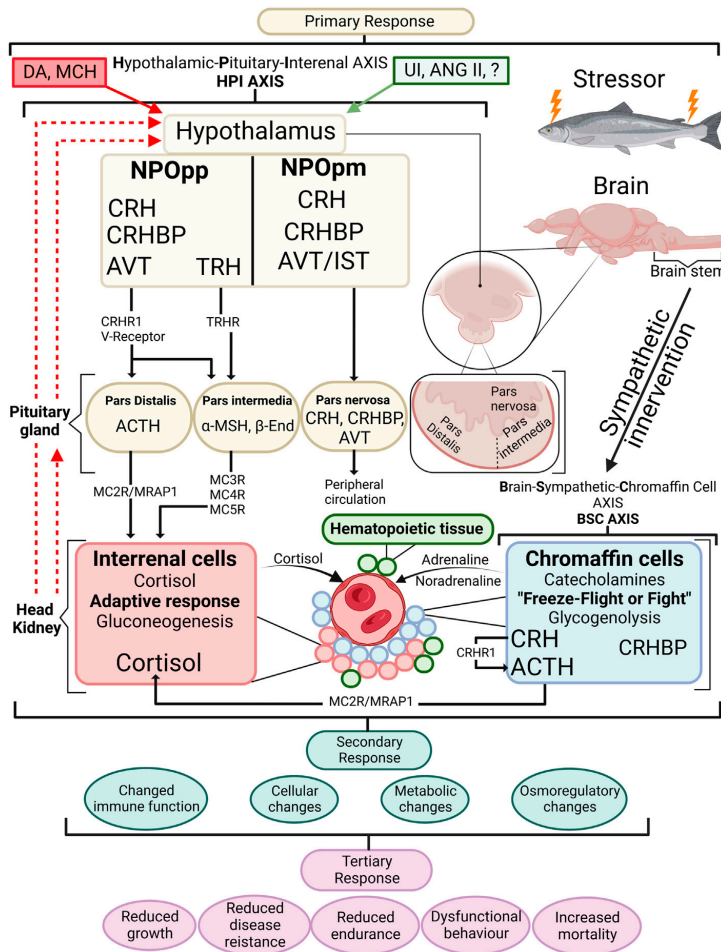 Primary Response
Hypothalamic-Pituitary-Interenal AXIS
HPI AXIS
DA, MCH
UI, ANG II, ?
Stressor
Hypothalamus
NPOpp
CRH
CRHBP
AVT
TRH
NPOpm
CRH
CRHBP
AVT/IST
Brain
Brain stem
CRHR1
V-Receptor
TRHR
Sympathetic
innervention
Pituitary
gland
Pars Distalis
ACTH
Pars intermedia
α-MSH, β-End
Pars nervosa
CRH, CRHBP,
AVT
Pars
nervosa
Pars
Distalis
Pars
intermedia
MC2R/MRAP1
MC3R
MC4R
MC5R
Peripheral
circulation
Brain-Sympathetic-Chromaffin Cell
AXIS
BSC AXIS
Hematopoietic tissue
Head
Kidney
Interrenal cells
Cortisol
Adaptive response
Gluconeogenesis
Cortisol
Cortisol
Adrenaline
Noradrenaline
Chromaffin cells
Catecholamines
"Freeze-Flight or Fight"
Glycogenolysis
CRH
CRHBP
CRHR1
ACTH
MC2R/MRAP1
Secondary
Response
Changed
immune function
Cellular
changes
Metabolic
changes
Osmoregulatory
changes
Tertiary
Response
Reduced
growth
Reduced
disease
reistance
Reduced
endurance
Dysfunctional
behaviour
Increased
mortality